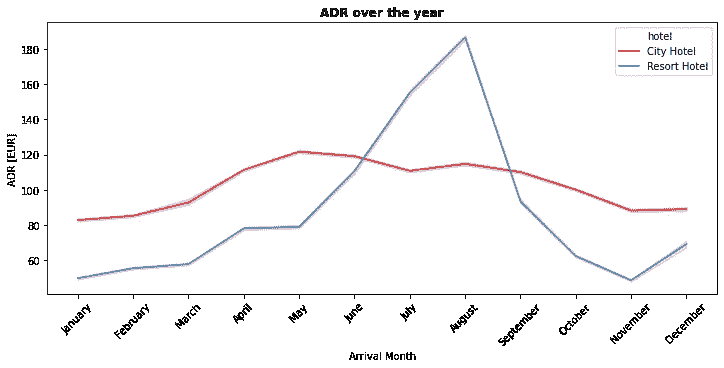 ADR over the year
hotel
City Hotel
Resort Hotel
ADR [EUR]
180
160
140
120
100
80
60
January
February
March
April
May
June
July
August
September
October
November
December
Arrival Month